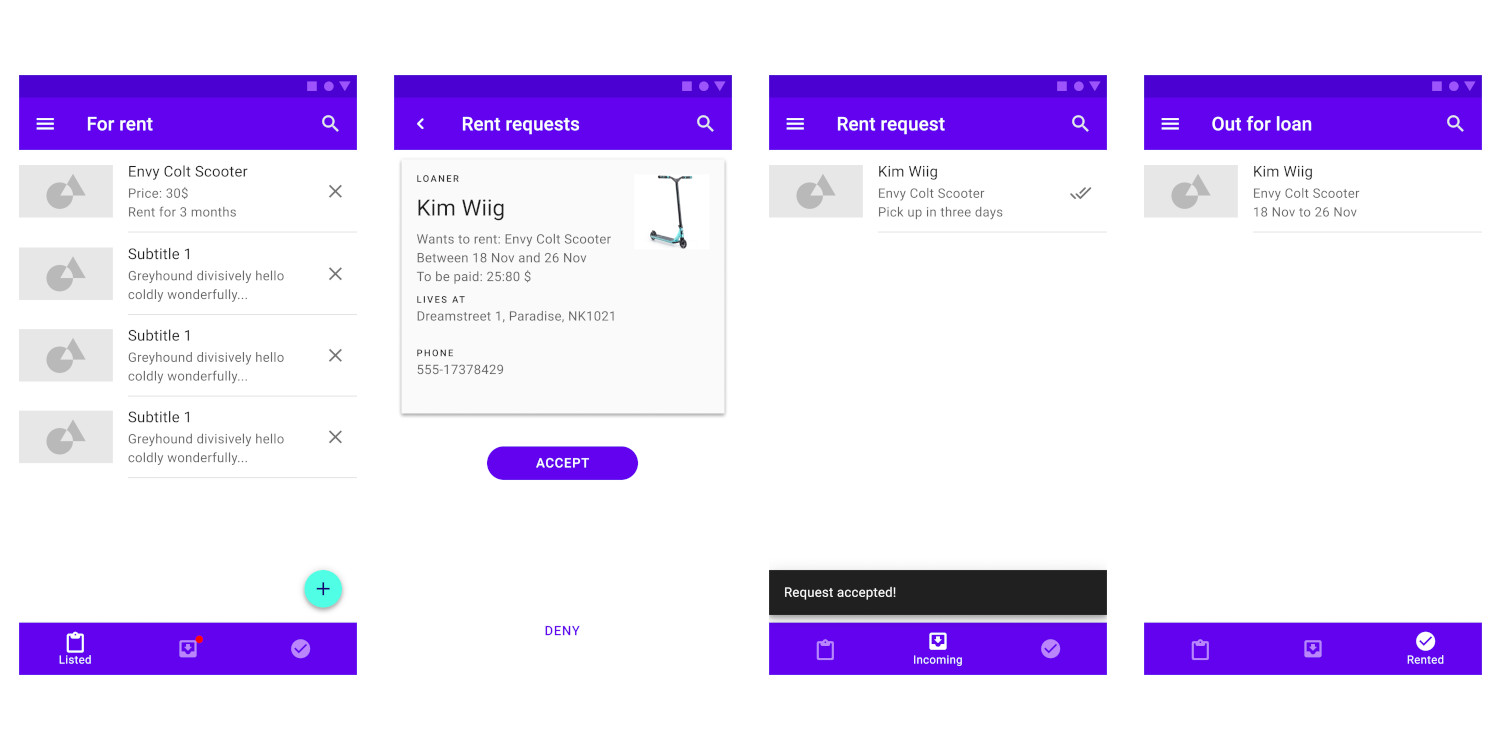 For rent
Envy Colt Scooter
Price: 30$
Rent for 3 months
Subtitle 1
Greyhound divisively hello
coldly wonderfully...
Subtitle 1
Greyhound divisively hello
coldly wonderfully...
Subtitle 1
Greyhound divisively hello
coldly wonderfully...
+
Listed
Rent requests
LOANER
Kim Wiig
Wants to rent: Envy Colt Scooter
Between 18 Nov and 26 Nov
To be paid: 25:80 $
LIVES AT
Dreamstreet 1, Paradise, NK1021
PHONE
555-17378429
ACCEPT
DENY
Rent request
Kim Wiig
Envy Colt Scooter
Pick up in three days
Request accepted!
Incoming
Out for loan
Kim Wiig
Envy Colt Scooter
18 Nov to 26 Nov
Rented